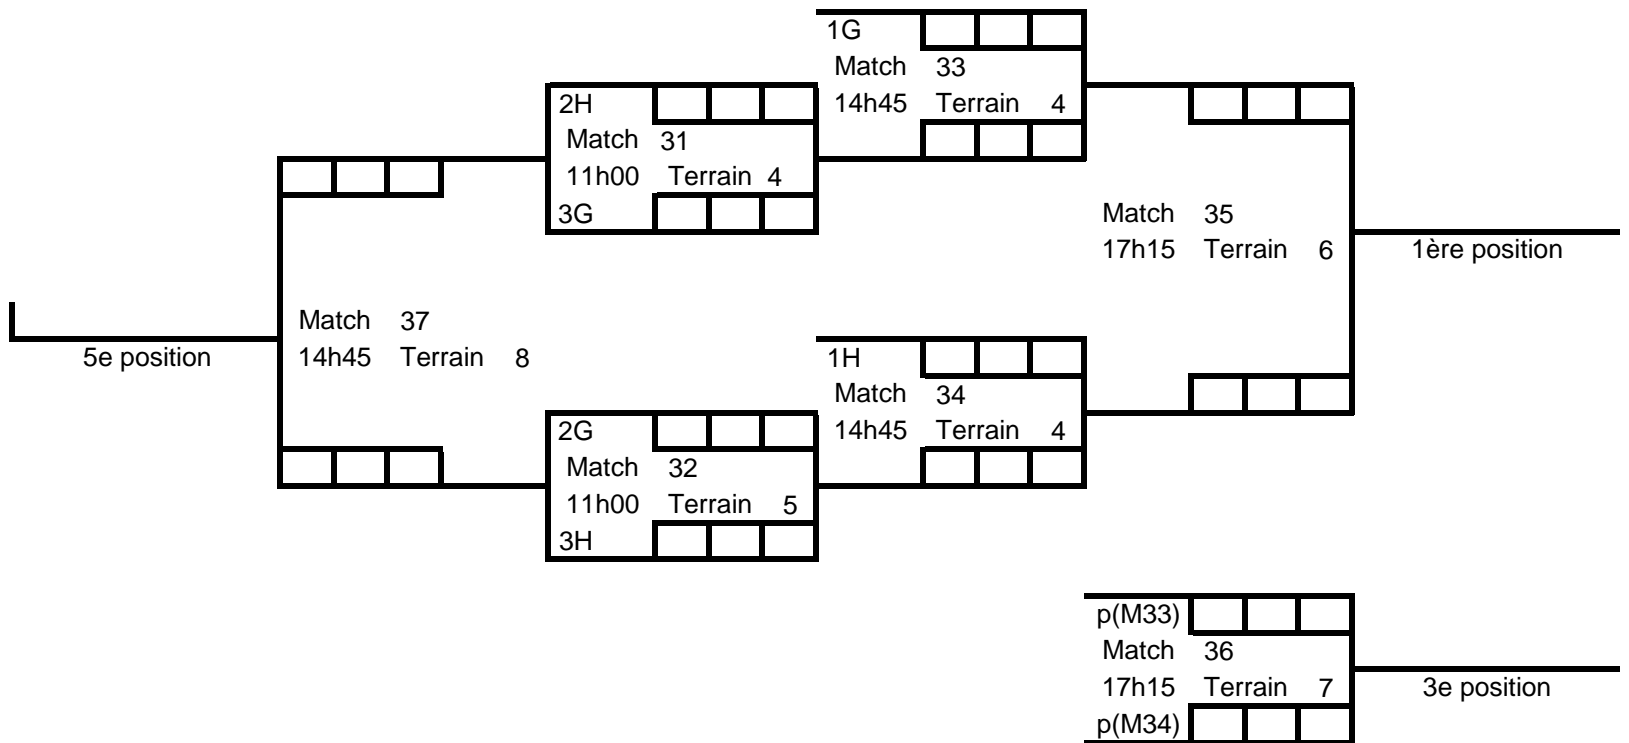 1G
Match 33
14h45 Terrain 4
2H
Match 31
11h00 Terrain 4
3G
Match 35
17h15 Terrain 6
1ère position
Match 37
14h45 Terrain 8
5e position
1H
Match 34
14h45 Terrain 4
2G
Match 32
11h00 Terrain 5
3H
p(M33)
Match 36
17h15 Terrain 7
p(M34)
3e position